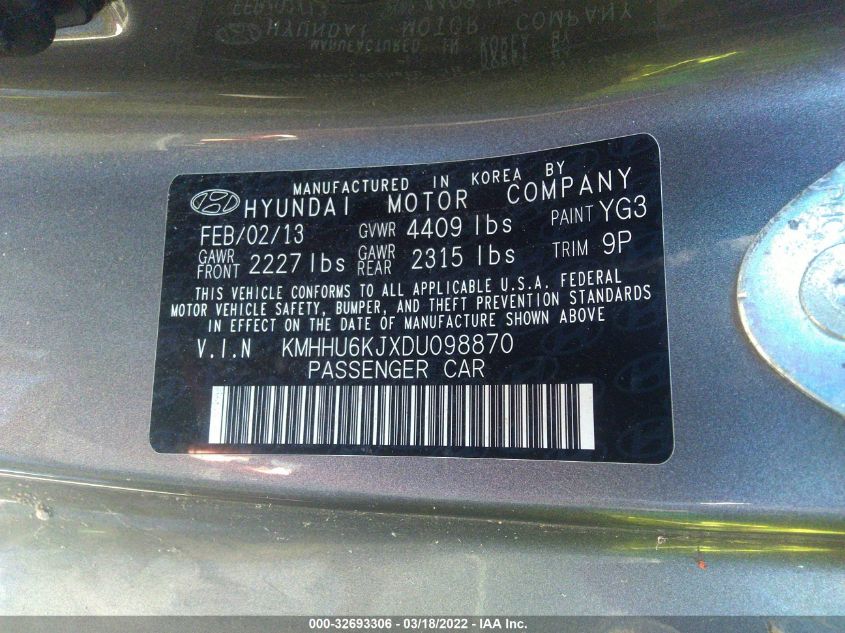 MANUFACTURED IN KOREA BY
HYUNDAI MOTOR COMPANY
FEB/02/13 GVWR 4409 lbs PAINT YG3
GAWR FRONT 2227 lbs GAWR REAR 2315 lbs TRIM 9P
THIS VEHICLE CONFORMS TO ALL APPLICABLE U.S.A. FEDERAL
MOTOR VEHICLE SAFETY, BUMPER, AND THEFT PREVENTION STANDARDS
IN EFFECT ON THE DATE OF MANUFACTURE SHOWN ABOVE
V.I.N KMHHU6KJXDU098870
PASSENGER CAR
000-32693306 - 03/18/2022 - IAA Inc.